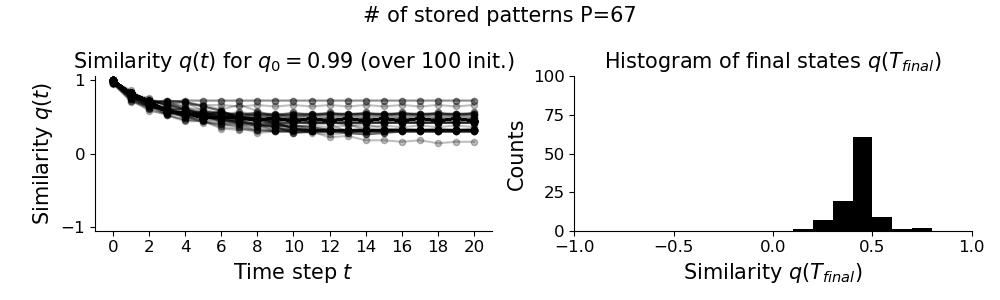 # of stored patterns P=67
Similarity q(t) for q₀ = 0.99 (over 100 init.)
Similarity q(t)
1
0
−1
0 2 4 6 8 10 12 14 16 18 20
Time step t
Histogram of final states q(T_final)
Counts
100
75
50
25
0
−1.0 −0.5 0.0 0.5 1.0
Similarity q(T_final)